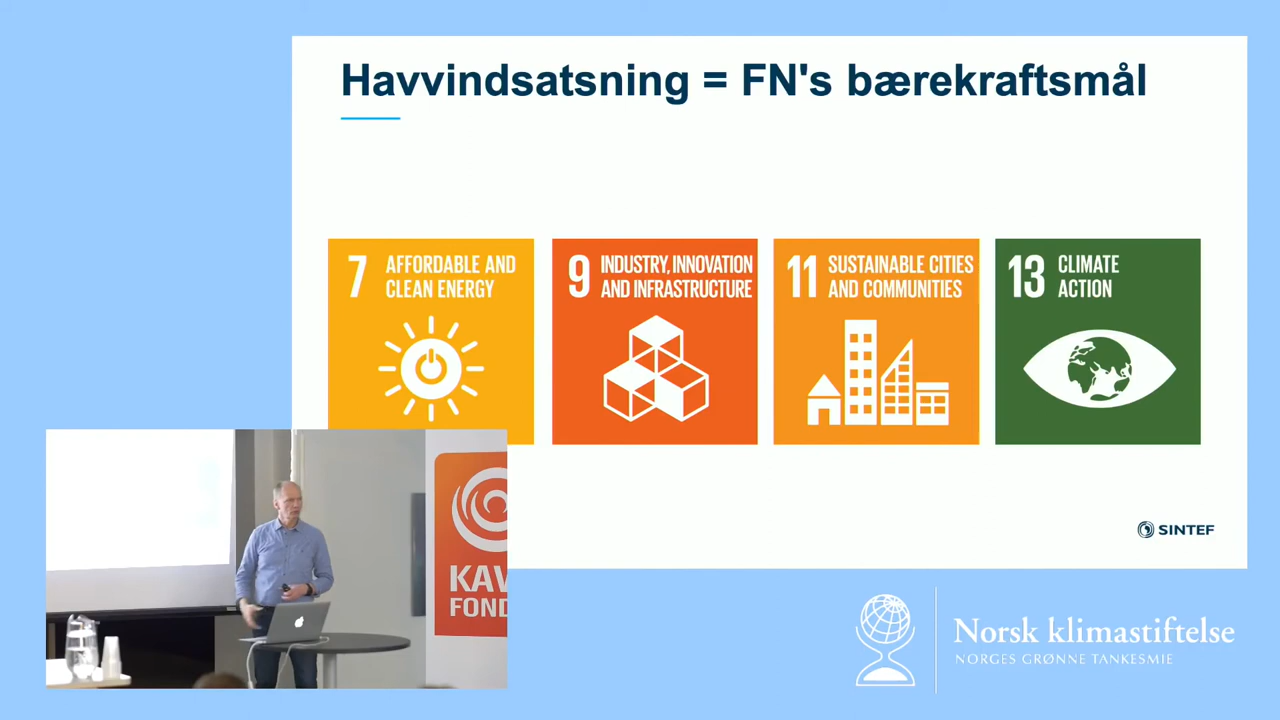 Havvindsatsning = FN's bærekraftsmål
7 AFFORDABLE AND
CLEAN ENERGY
9 INDUSTRY, INNOVATION
AND INFRASTRUCTURE
11 SUSTAINABLE CITIES
AND COMMUNITIES
13 CLIMATE
ACTION
SINTEF
KAV
FOND
Norsk klimastiftelse
NORGES GRØNNE TANKESMIE